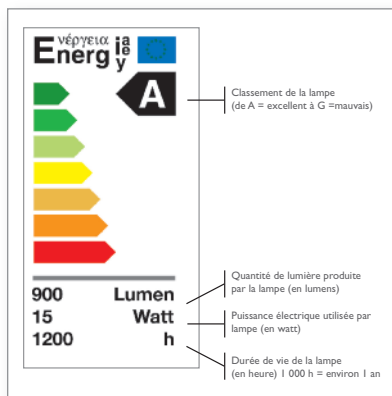 Energ νέργεια ia
ea
y
A
Classement de la lampe
(de A = excellent à G =mauvais)
900 Lumen
15 Watt
1200 h
Quantité de lumière produite
par la lampe (en lumens)
Puissance électrique utilisée par
lampe (en watt)
Durée de vie de la lampe
(en heure) 1 000 h = environ 1 an